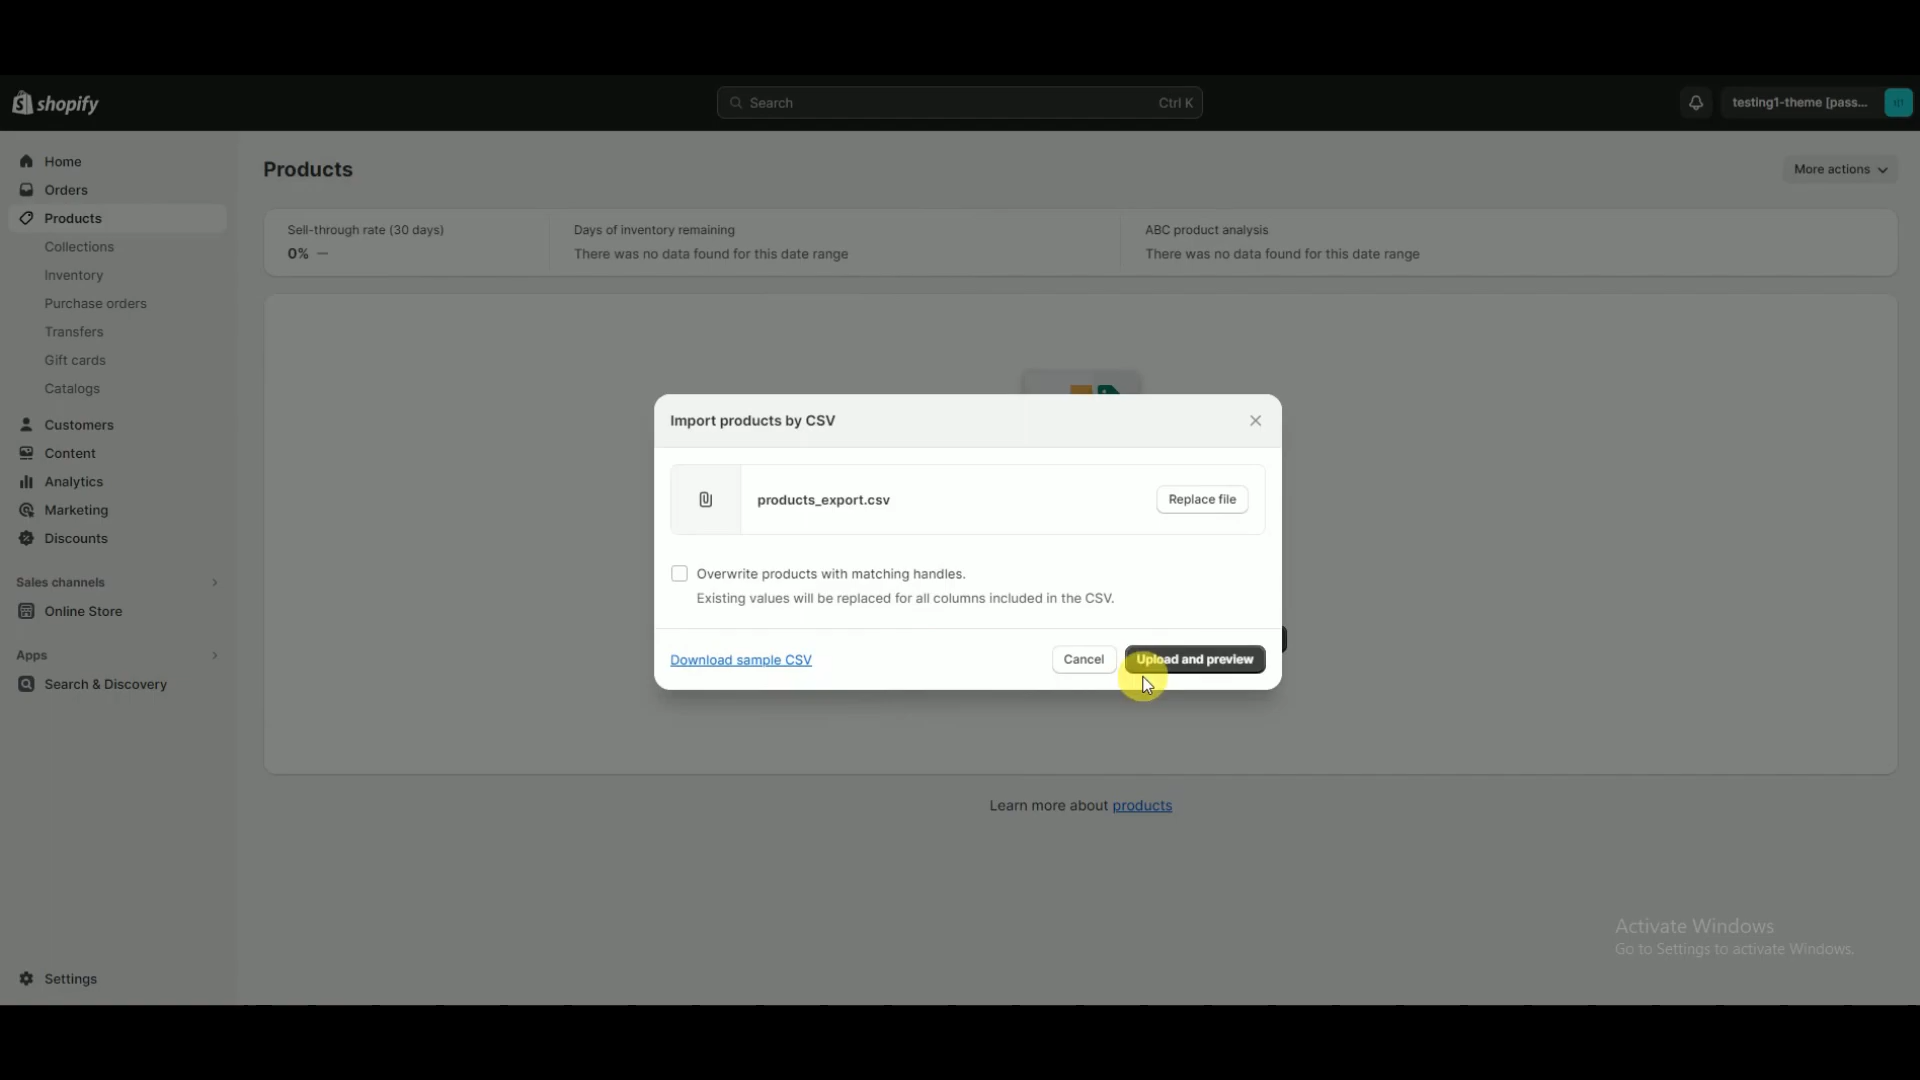 shopify
Search
Ctrl K
testing1-theme [pass...
Home
Orders
Products
Collections
Inventory
Purchase orders
Transfers
Gift cards
Catalogs
Customers
Content
Analytics
Marketing
Discounts
Sales channels
Online Store
Apps
Search & Discovery
Settings
Products
More actions
Sell-through rate (30 days)
0% —
Days of inventory remaining
There was no data found for this date range
ABC product analysis
There was no data found for this date range
Import products by CSV
products_export.csv
Replace file
Overwrite products with matching handles.
Existing values will be replaced for all columns included in the CSV.
Download sample CSV
Cancel
Upload and preview
Learn more about products
Activate Windows
Go to Settings to activate Windows.